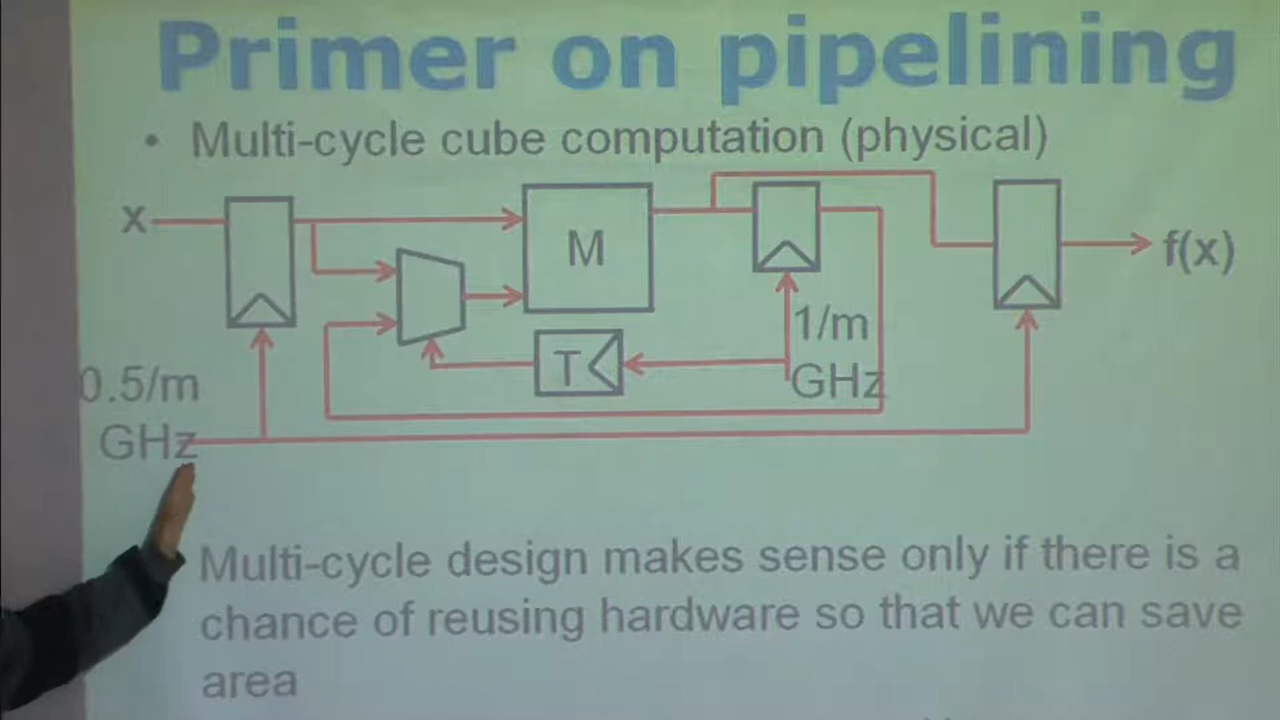 Primer on pipelining
• Multi-cycle cube computation (physical)
x
M
f(x)
1/m
GHz
T
0.5/m
GHz
Multi-cycle design makes sense only if there is a
chance of reusing hardware so that we can save
area